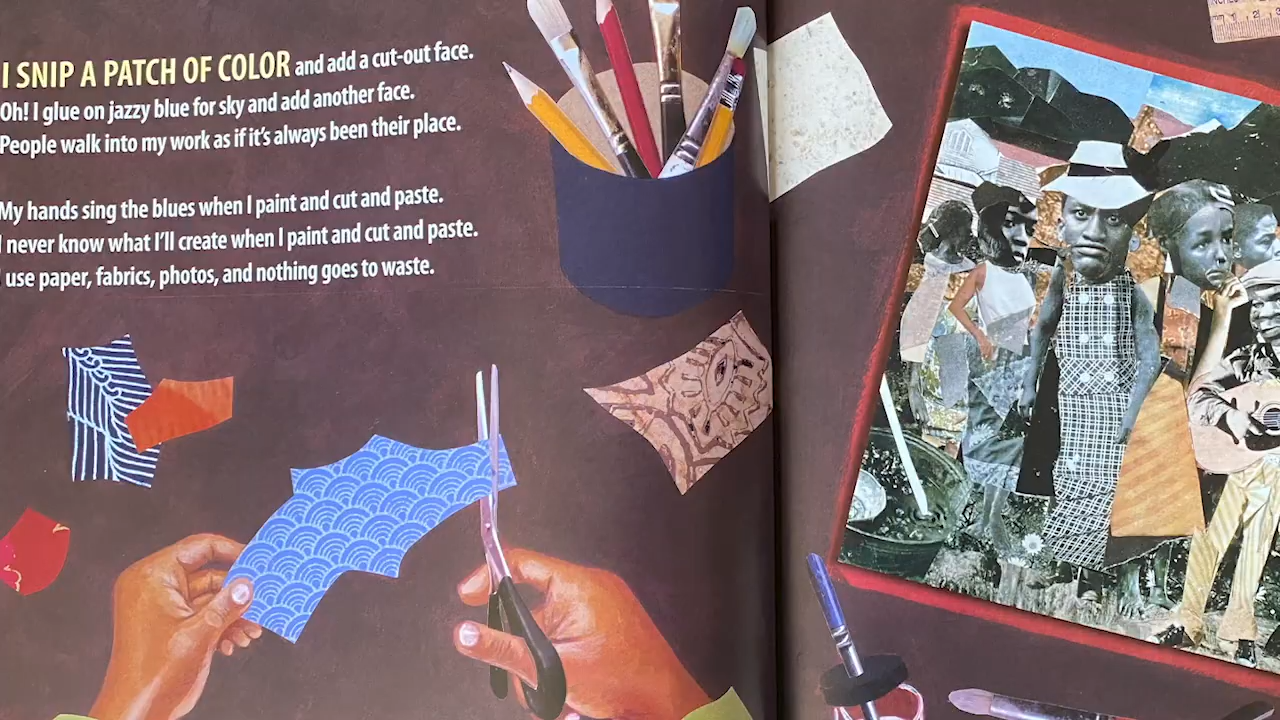 I SNIP A PATCH OF COLOR and add a cut-out face.
Oh! I glue on jazzy blue for sky and add another face.
People walk into my work as if it's always been their place.
My hands sing the blues when I paint and cut and paste.
I never know what I'll create when I paint and cut and paste.
I use paper, fabrics, photos, and nothing goes to waste.